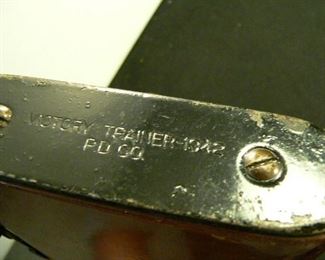 VICTORY TRAINER-1942
P.D CO.